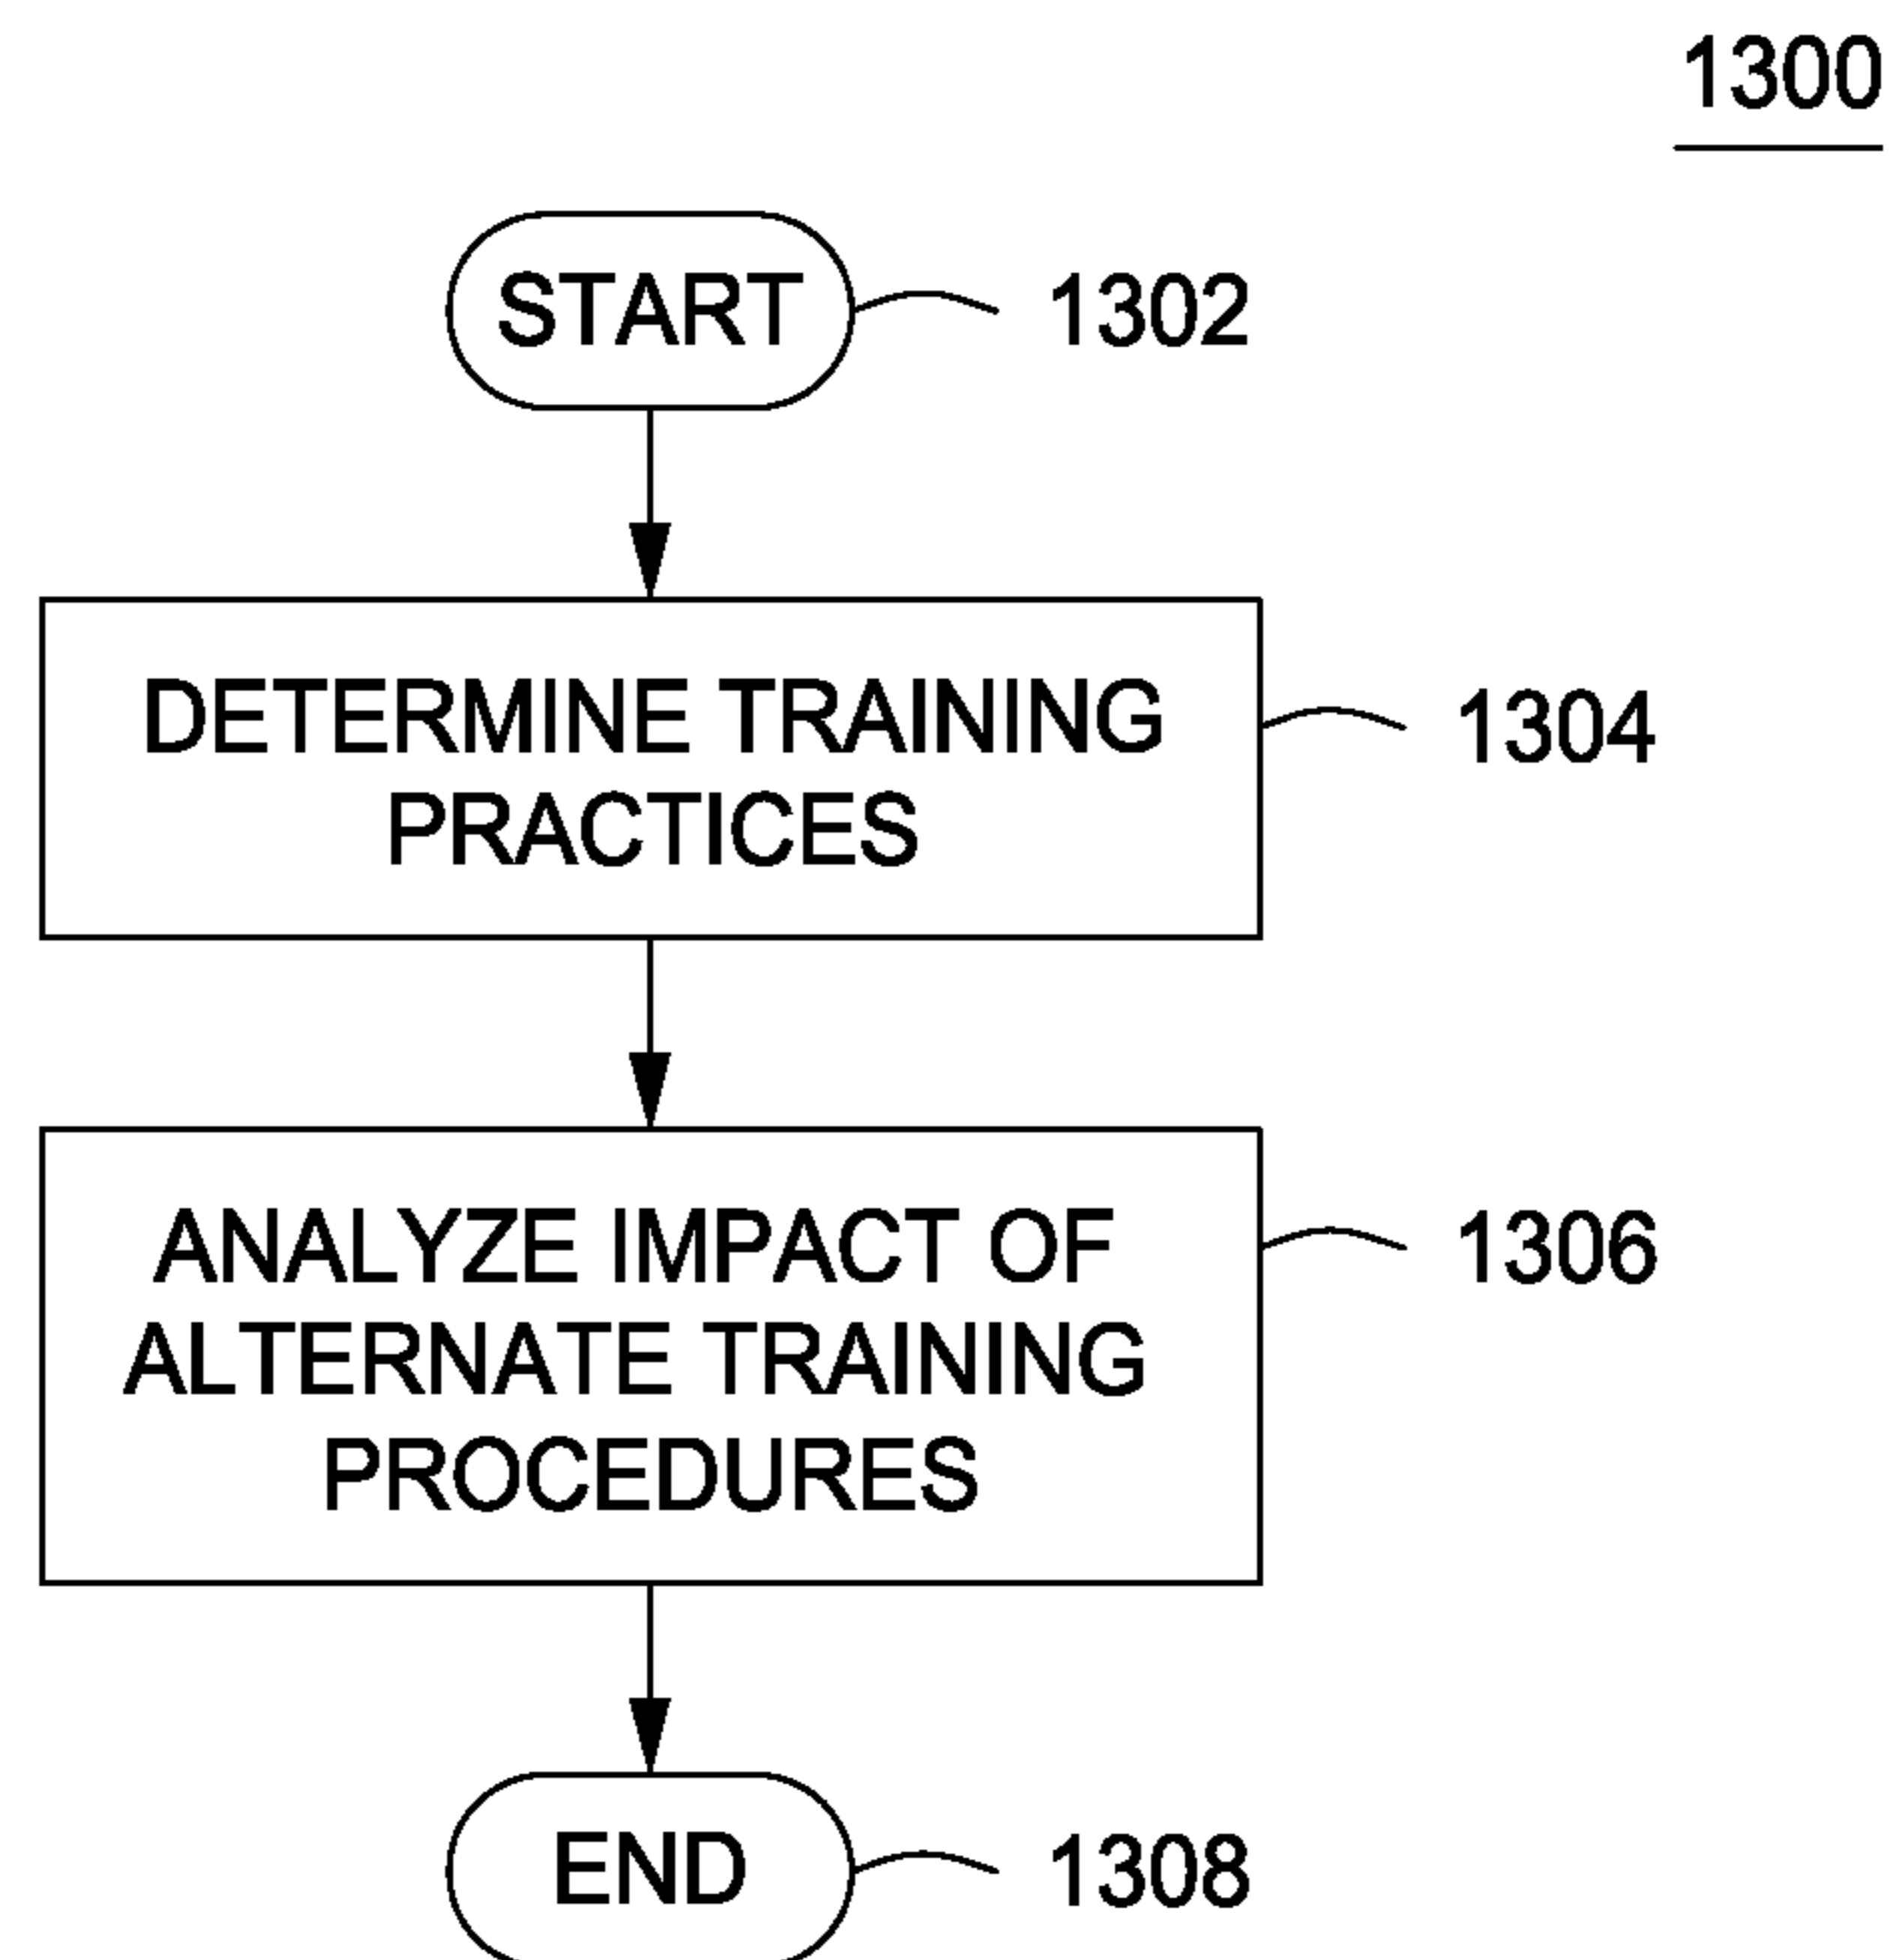 1300
START
1302
DETERMINE TRAINING
PRACTICES
1304
ANALYZE IMPACT OF
ALTERNATE TRAINING
PROCEDURES
1306
END
1308